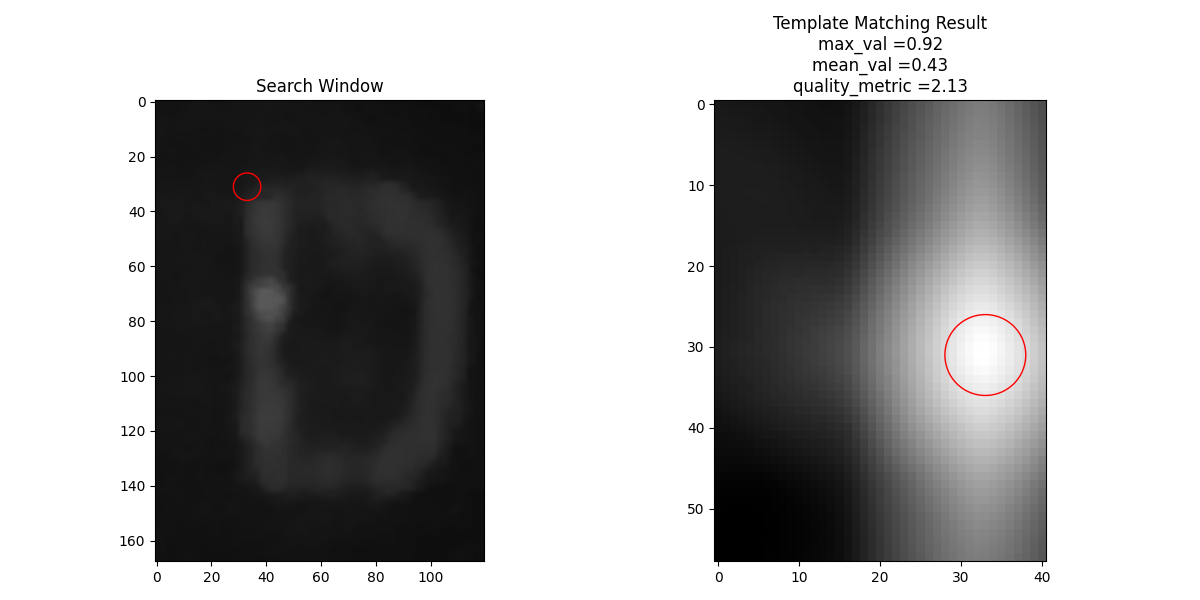 Template Matching Result
max_val =0.92
mean_val =0.43
quality_metric =2.13
Search Window
0
20
40
60
80
100
120
140
160
0 20 40 60 80 100
D
0
10
20
30
40
50
0 10 20 30 40